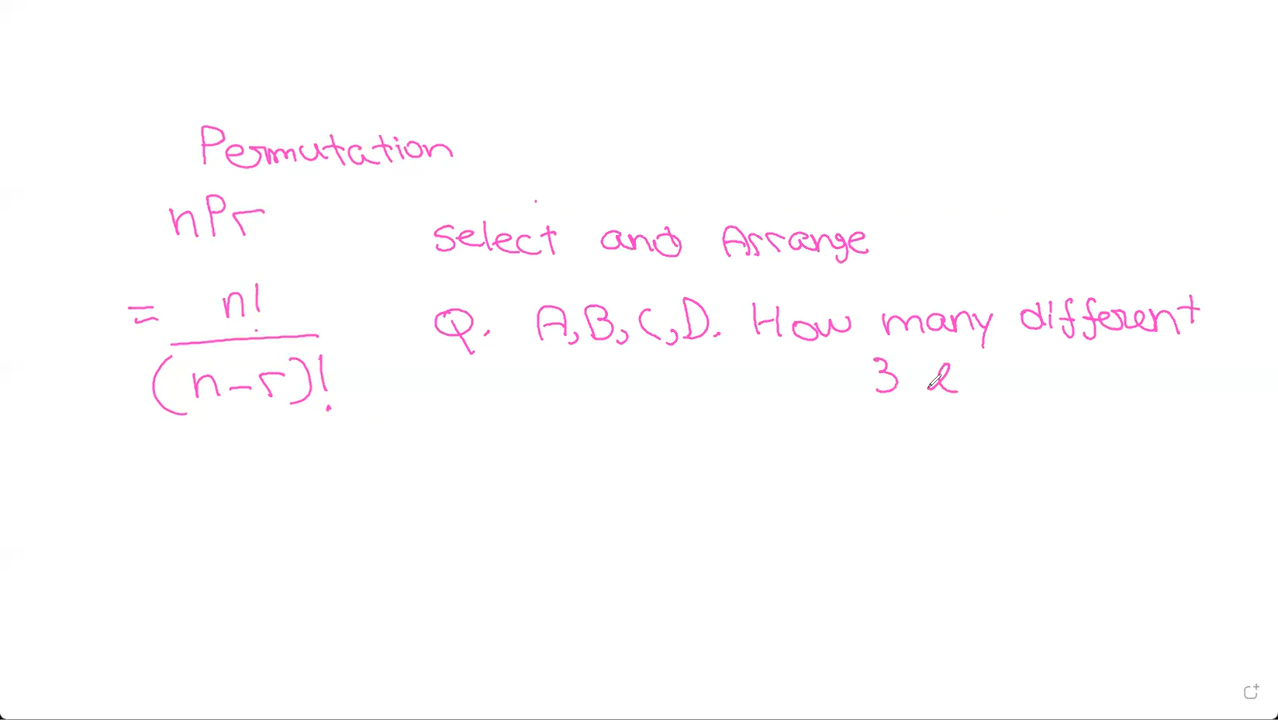 Permutation
nPr
= n!
(n-r)!
Select and Arrange
Q. A, B, C, D. How many different
3 l